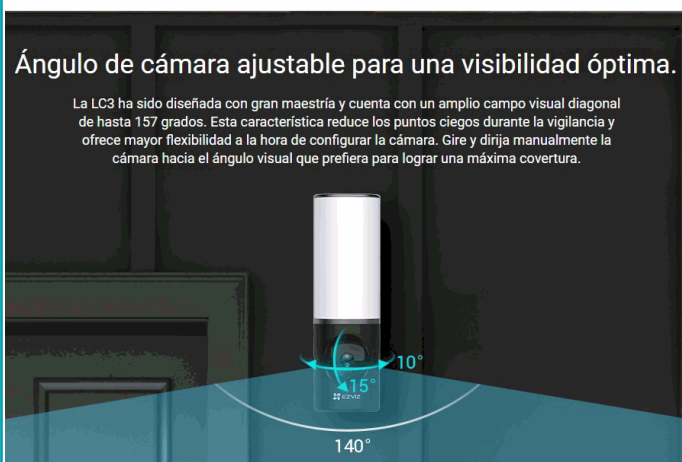 Ángulo de cámara ajustable para una visibilidad óptima.
La LC3 ha sido diseñada con gran maestría y cuenta con un amplio campo visual diagonal
de hasta 157 grados. Esta característica reduce los puntos ciegos durante la vigilancia y
ofrece mayor flexibilidad a la hora de configurar la cámara. Gire y dirija manualmente la
cámara hacia el ángulo visual que prefiera para lograr una máxima covertura.
10°
15°
EZVIZ
140°